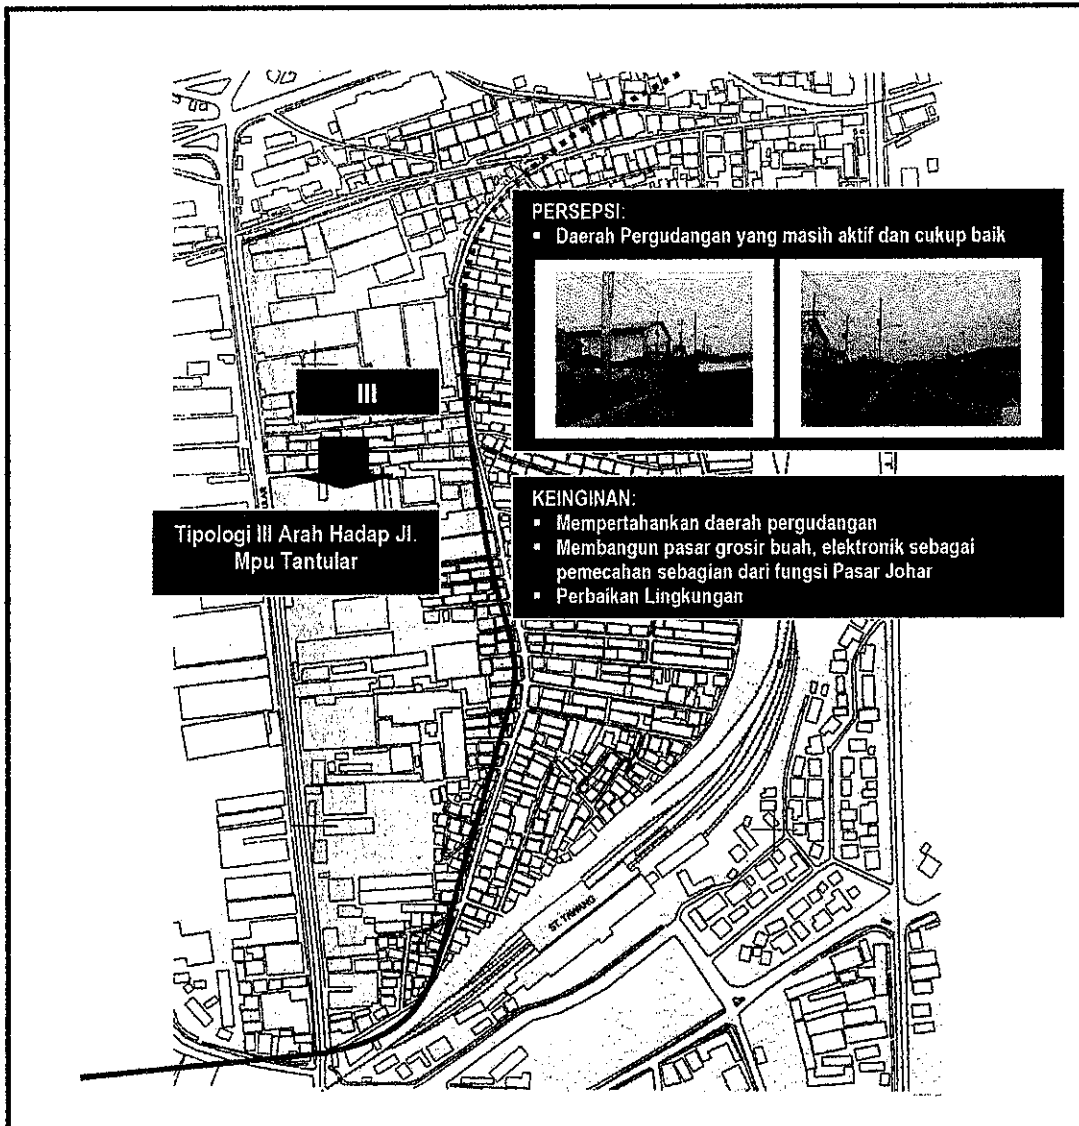 PERSEPSI:
▪ Daerah Pergudangan yang masih aktif dan cukup baik
III
Tipologi III Arah Hadap Jl.
Mpu Tantular
KEINGINAN:
▪ Mempertahankan daerah pergudangan
▪ Membangun pasar grosir buah, elektronik sebagai
pemecahan sebagian dari fungsi Pasar Johar
▪ Perbaikan Lingkungan
ST. TAWANG